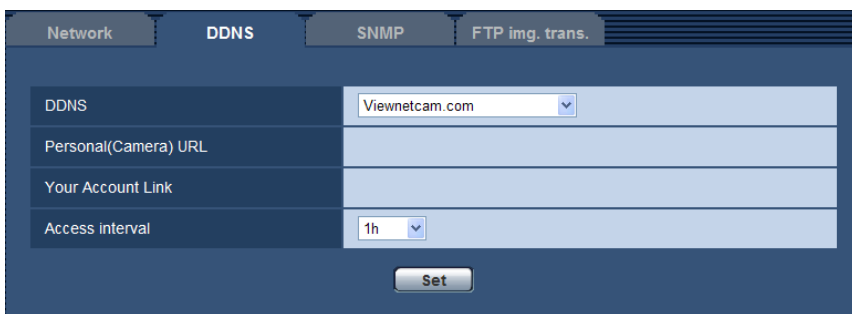 Network DDNS SNMP FTP img. trans.
DDNS Viewnetcam.com
Personal(Camera) URL
Your Account Link
Access interval 1h
Set